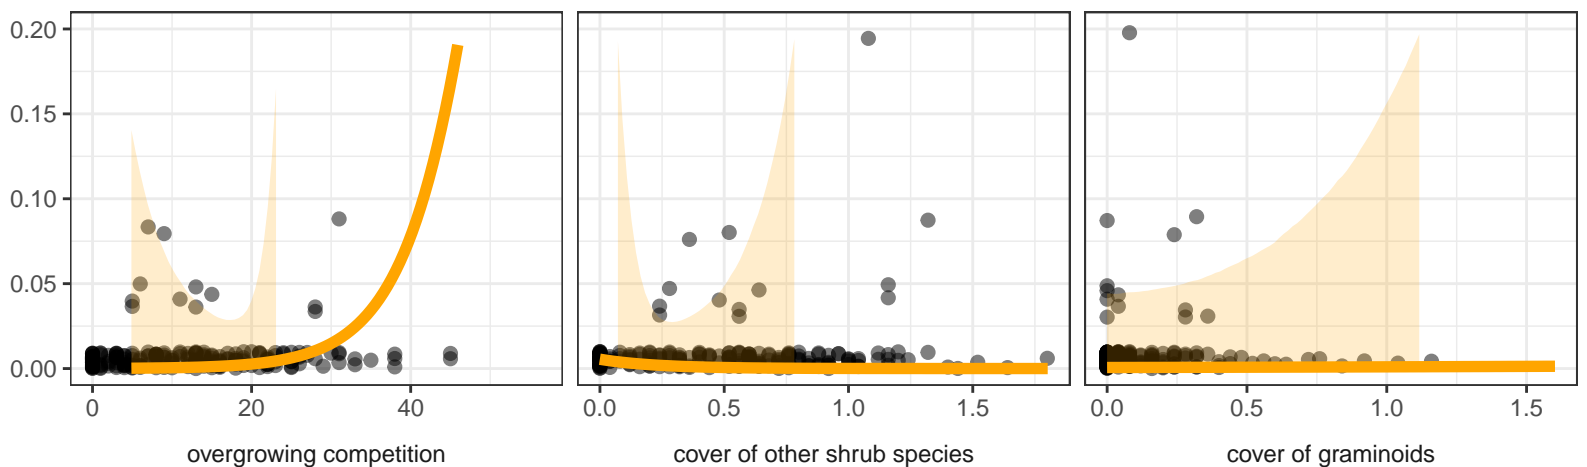 0.20
0.15
0.10
0.05
0.00
0 20 40
0.0 0.5 1.0 1.5
0.0 0.5 1.0 1.5
overgrowing competition
cover of other shrub species
cover of graminoids